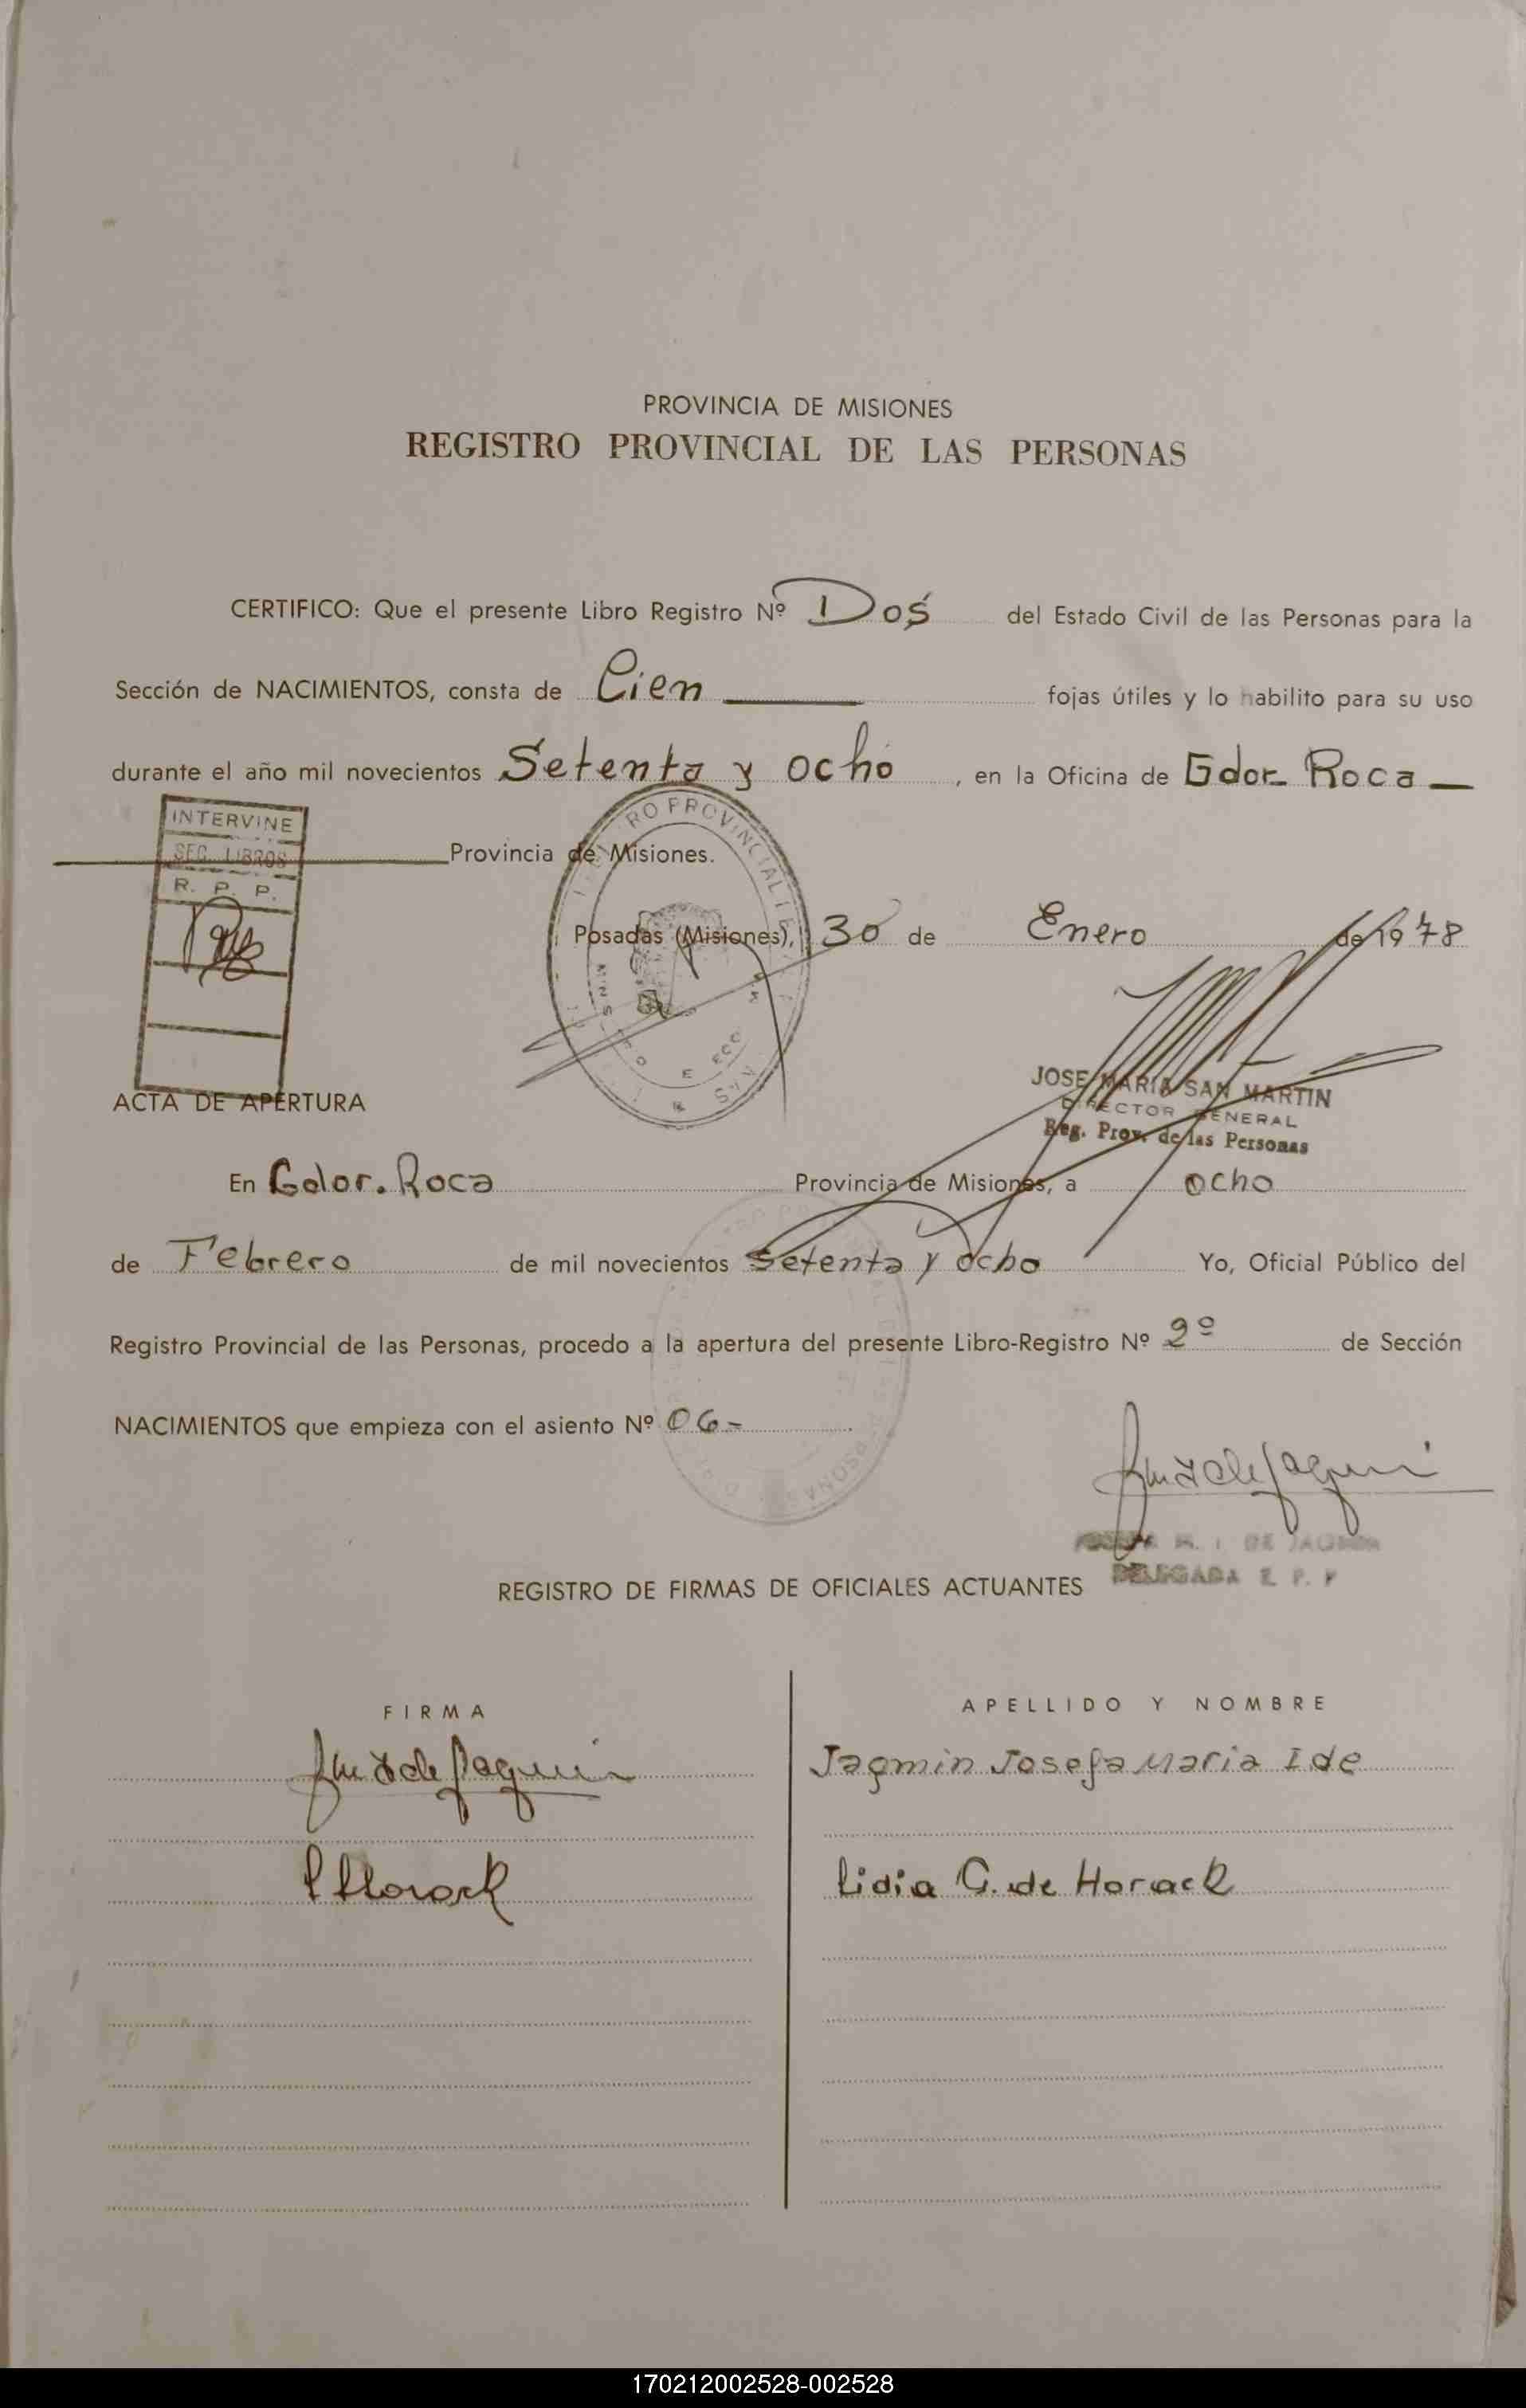 PROVINCIA DE MISIONES
REGISTRO PROVINCIAL DE LAS PERSONAS
CERTIFICO: Que el presente Libro Registro Nº Dos del Estado Civil de las Personas para la
Sección de NACIMIENTOS, consta de Cien fojas útiles y lo habilito para su uso
durante el año mil novecientos Setenta y ocho, en la Oficina de Gdor. Roca
INTERVINE
SEC. LIBROS
R. P. P.
Provincia de Misiones.
Posadas (Misiones), 30 de Enero de 1978
JOSE MARIA SAN MARTIN
DIRECTOR GENERAL
Reg. Prov. de las Personas
ACTA DE APERTURA
En Gdor. Roca Provincia de Misiones, a ocho
de Febrero de mil novecientos setenta y ocho Yo, Oficial Público del
Registro Provincial de las Personas, procedo a la apertura del presente Libro-Registro Nº 2º de Sección
NACIMIENTOS que empieza con el asiento Nº 06-
DELEGADA
REGISTRO DE FIRMAS DE OFICIALES ACTUANTES
FIRMA APELLIDO Y NOMBRE
Jaqmin Josefa Maria I de
Lidia G. de Horack
170212002528-002528